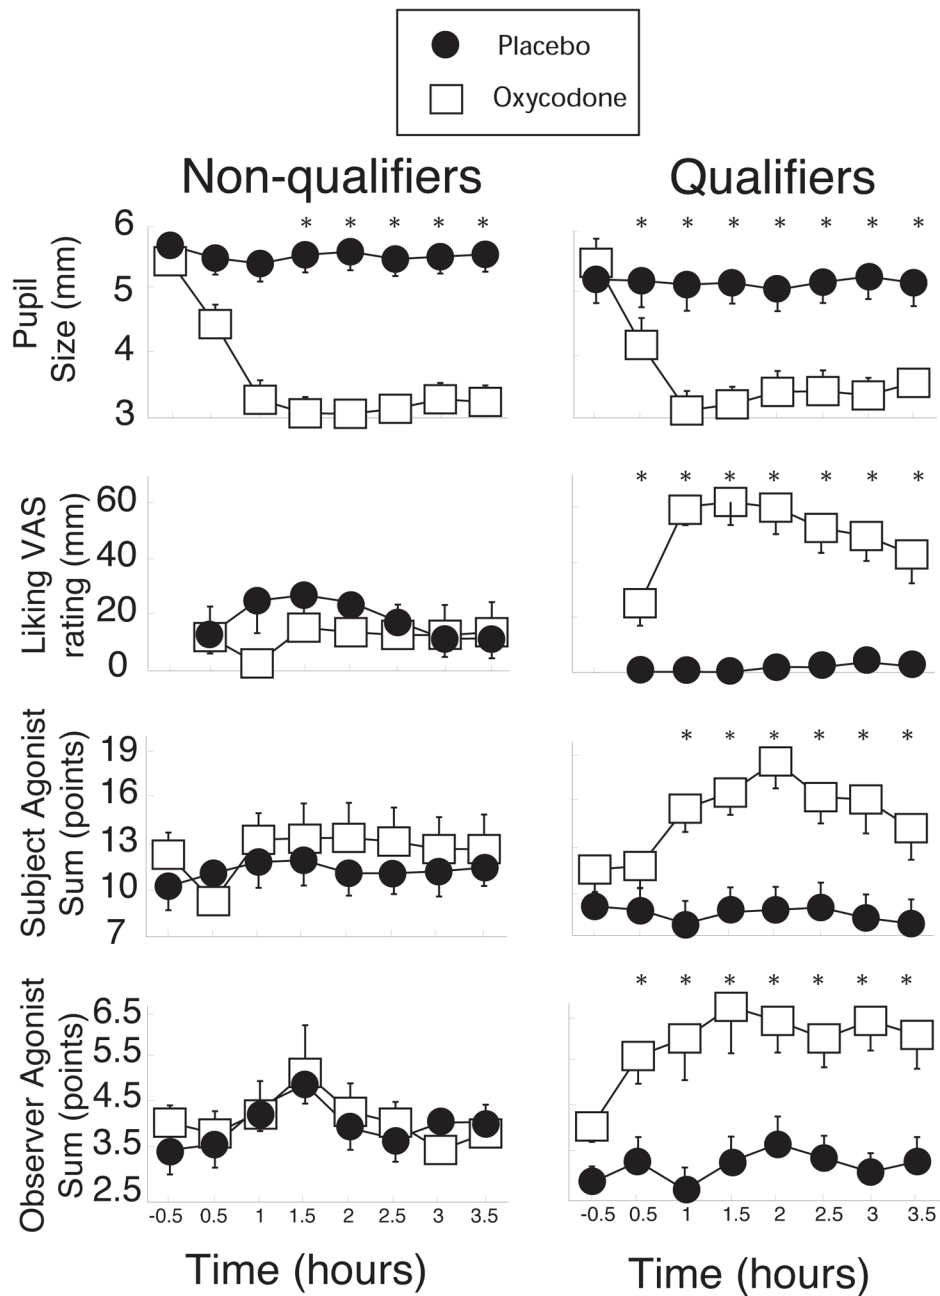 Placebo
Oxycodone
Non-qualifiers
Qualifiers
Pupil
Size (mm)
6
5
4
3
* * * * *
* * * * * * *
Liking VAS
rating (mm)
60
40
20
0
* * * * * * *
Subject Agonist
Sum (points)
19
16
13
10
7
* * * * * *
Observer Agonist
Sum (points)
6.5
5.5
4.5
3.5
2.5
* * * * * * *
-0.5 0.5 1 1.5 2 2.5 3 3.5
-0.5 0.5 1 1.5 2 2.5 3 3.5
Time (hours)
Time (hours)